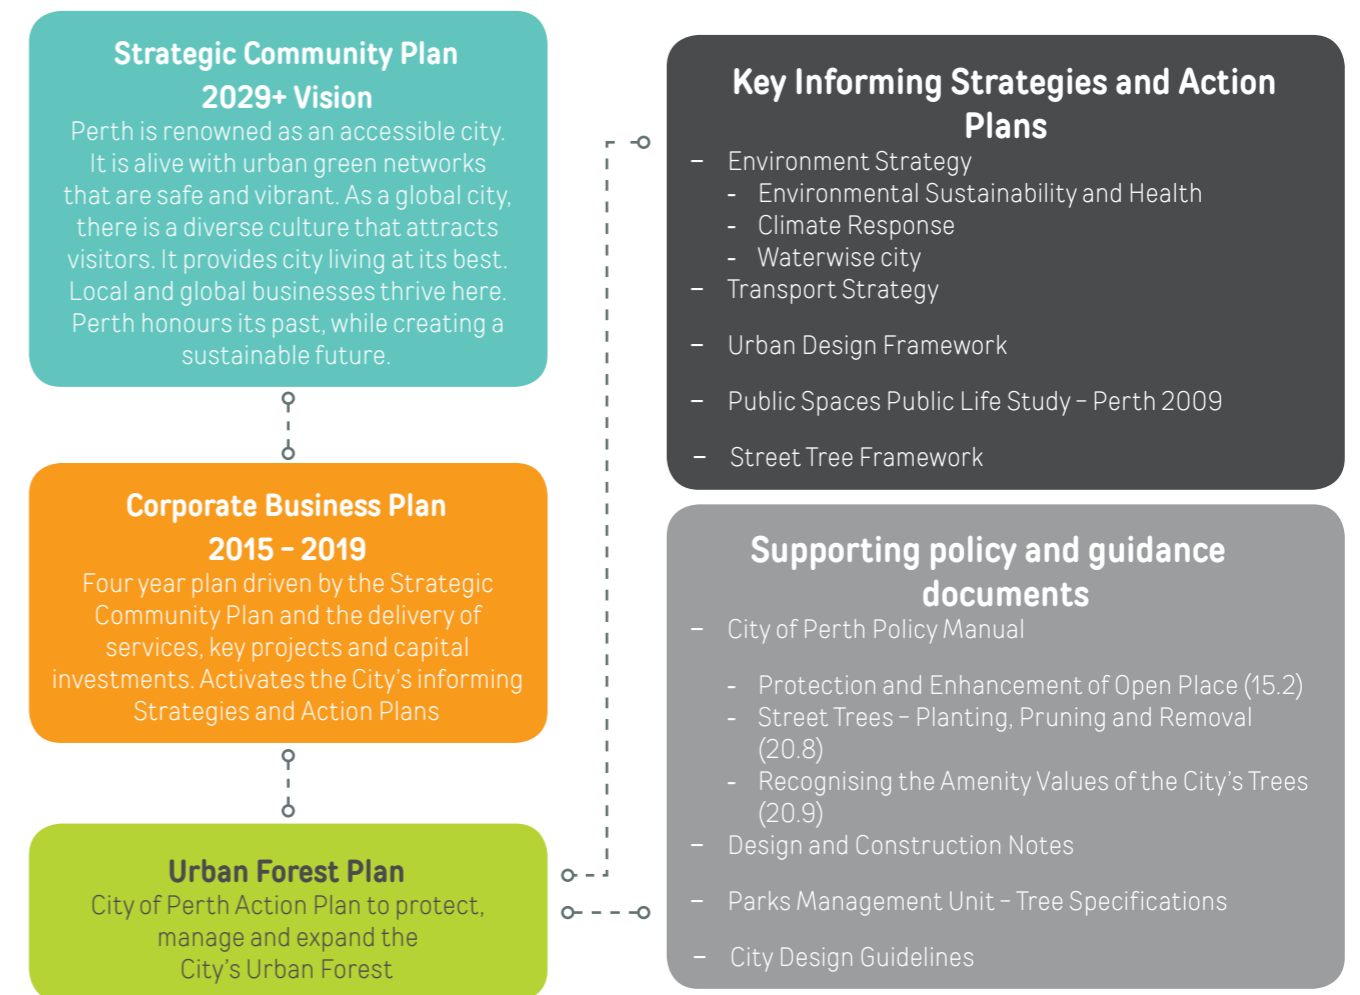 Strategic Community Plan
2029+ Vision
Perth is renowned as an accessible city.
It is alive with urban green networks
that are safe and vibrant. As a global city,
there is a diverse culture that attracts
visitors. It provides city living at its best.
Local and global businesses thrive here.
Perth honours its past, while creating a
sustainable future.
Corporate Business Plan
2015 – 2019
Four year plan driven by the Strategic
Community Plan and the delivery of
services, key projects and capital
investments. Activates the City's informing
Strategies and Action Plans
Urban Forest Plan
City of Perth Action Plan to protect,
manage and expand the
City's Urban Forest
Key Informing Strategies and Action
Plans
– Environment Strategy
- Environmental Sustainability and Health
- Climate Response
- Waterwise city
– Transport Strategy
– Urban Design Framework
– Public Spaces Public Life Study – Perth 2009
– Street Tree Framework
Supporting policy and guidance
documents
– City of Perth Policy Manual
- Protection and Enhancement of Open Place (15.2)
- Street Trees – Planting, Pruning and Removal
(20.8)
- Recognising the Amenity Values of the City's Trees
(20.9)
– Design and Construction Notes
– Parks Management Unit – Tree Specifications
– City Design Guidelines